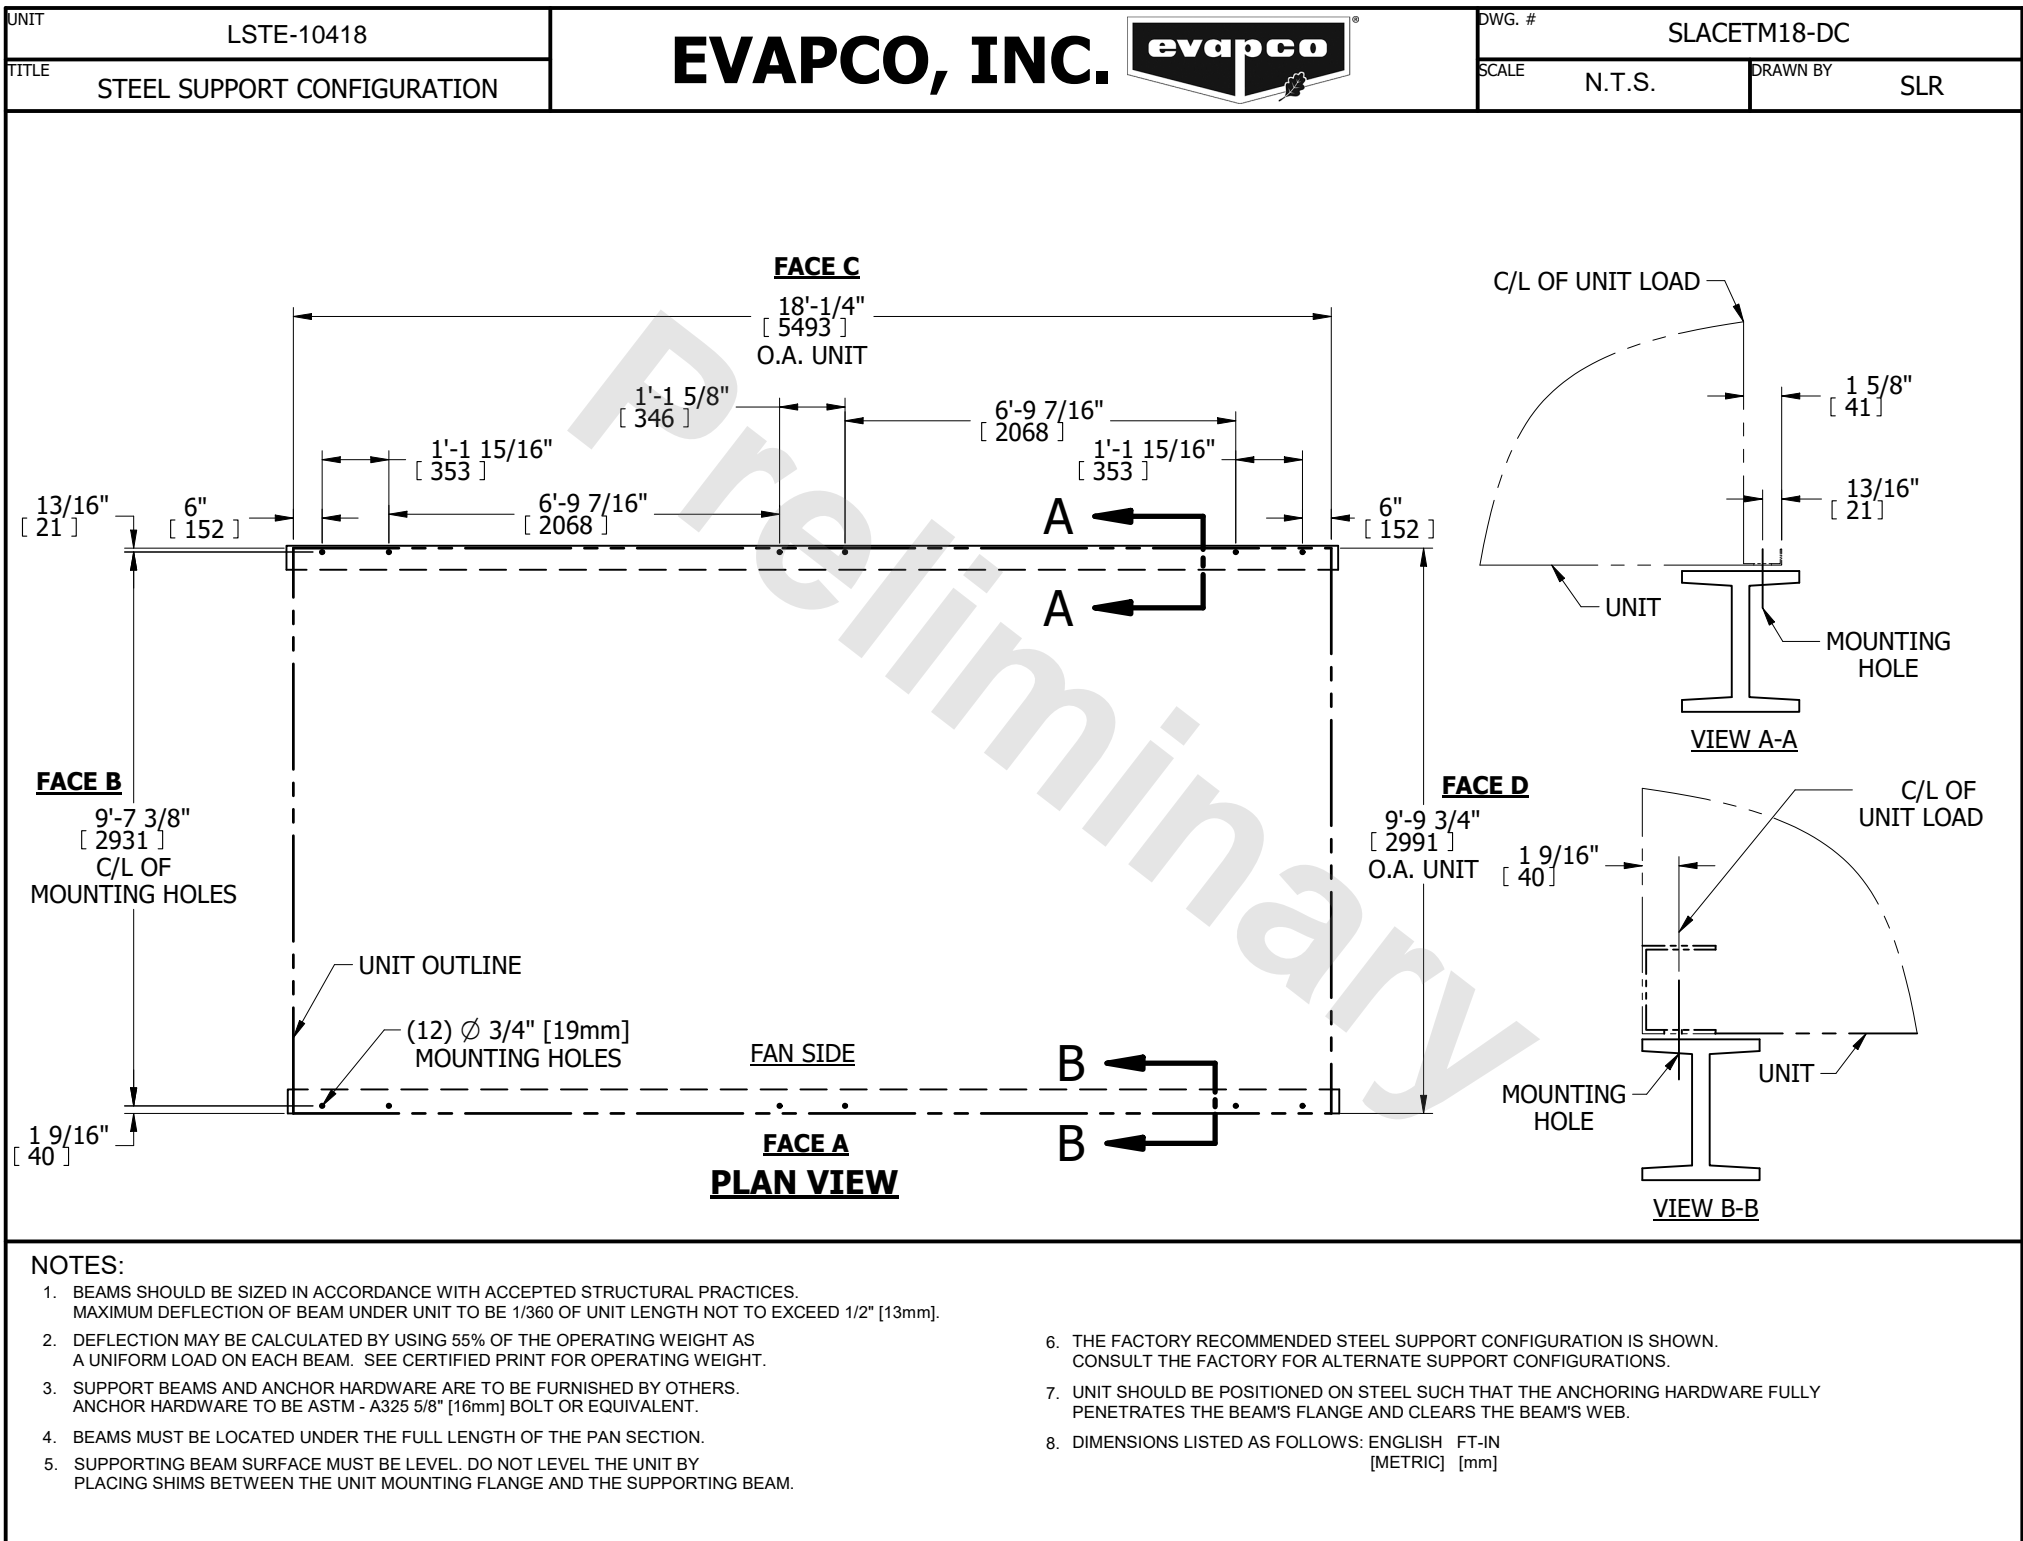 UNIT
LSTE-10418
TITLE
STEEL SUPPORT CONFIGURATION
EVAPCO, INC.
evapco
®
DWG. #
SLACETM18-DC
SCALE
N.T.S.
DRAWN BY
SLR
FACE C
18'-1/4"
[ 5493 ]
O.A. UNIT
1'-1 5/8"
[ 346 ]
6'-9 7/16"
[ 2068 ]
1'-1 15/16"
[ 353 ]
1'-1 15/16"
[ 353 ]
13/16"
[ 21 ]
6"
[ 152 ]
6'-9 7/16"
[ 2068 ]
6"
[ 152 ]
A
A
FACE B
9'-7 3/8"
[ 2931 ]
C/L OF
MOUNTING HOLES
FACE D
9'-9 3/4"
[ 2991 ]
O.A. UNIT
UNIT OUTLINE
(12) Ø 3/4" [19mm]
MOUNTING HOLES
FAN SIDE
B
B
1 9/16"
[ 40 ]
FACE A
PLAN VIEW
C/L OF UNIT LOAD
1 5/8"
[ 41 ]
13/16"
[ 21 ]
UNIT
MOUNTING
HOLE
VIEW A-A
C/L OF
UNIT LOAD
1 9/16"
[ 40 ]
MOUNTING
HOLE
UNIT
VIEW B-B
Preliminary
NOTES:
1. BEAMS SHOULD BE SIZED IN ACCORDANCE WITH ACCEPTED STRUCTURAL PRACTICES.
MAXIMUM DEFLECTION OF BEAM UNDER UNIT TO BE 1/360 OF UNIT LENGTH NOT TO EXCEED 1/2" [13mm].
2. DEFLECTION MAY BE CALCULATED BY USING 55% OF THE OPERATING WEIGHT AS
A UNIFORM LOAD ON EACH BEAM. SEE CERTIFIED PRINT FOR OPERATING WEIGHT.
3. SUPPORT BEAMS AND ANCHOR HARDWARE ARE TO BE FURNISHED BY OTHERS.
ANCHOR HARDWARE TO BE ASTM - A325 5/8" [16mm] BOLT OR EQUIVALENT.
4. BEAMS MUST BE LOCATED UNDER THE FULL LENGTH OF THE PAN SECTION.
5. SUPPORTING BEAM SURFACE MUST BE LEVEL. DO NOT LEVEL THE UNIT BY
PLACING SHIMS BETWEEN THE UNIT MOUNTING FLANGE AND THE SUPPORTING BEAM.
6. THE FACTORY RECOMMENDED STEEL SUPPORT CONFIGURATION IS SHOWN.
CONSULT THE FACTORY FOR ALTERNATE SUPPORT CONFIGURATIONS.
7. UNIT SHOULD BE POSITIONED ON STEEL SUCH THAT THE ANCHORING HARDWARE FULLY
PENETRATES THE BEAM'S FLANGE AND CLEARS THE BEAM'S WEB.
8. DIMENSIONS LISTED AS FOLLOWS: ENGLISH FT-IN
[METRIC] [mm]